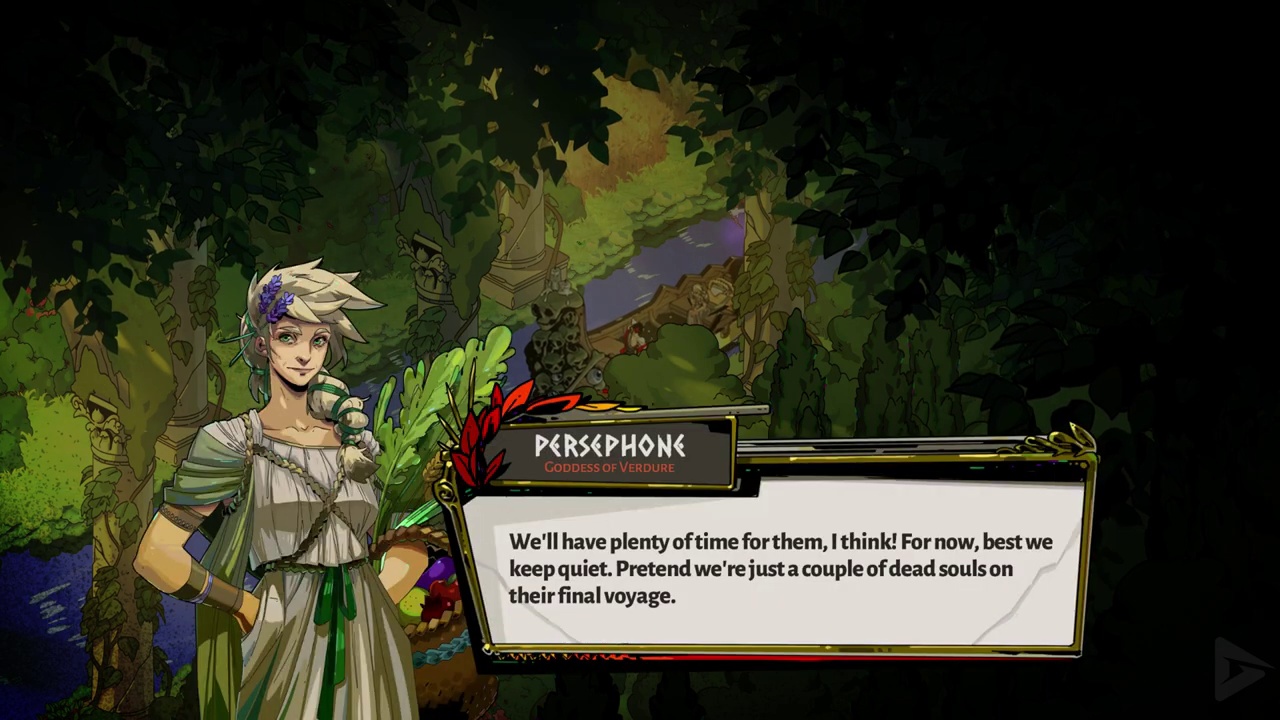 PERSEPHONE
Goddess of Verdure
We'll have plenty of time for them, I think! For now, best we
keep quiet. Pretend we're just a couple of dead souls on
their final voyage.